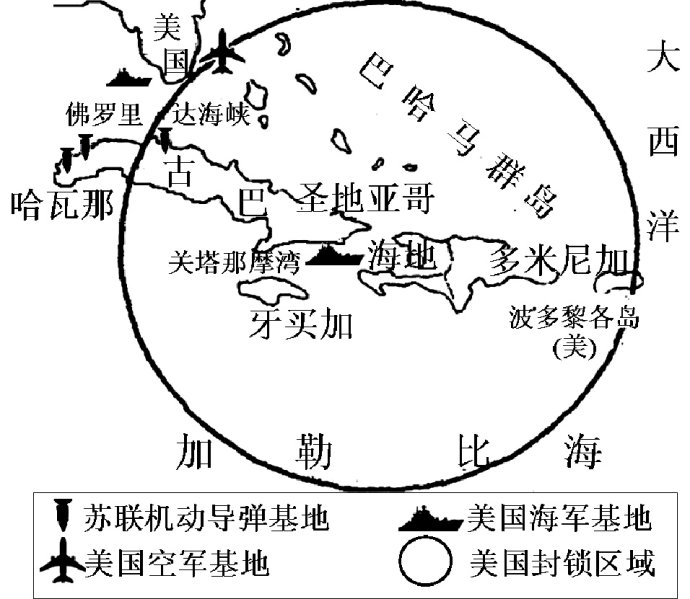 美国
大西洋
巴哈马群岛
佛罗里达海峡
古巴
哈瓦那
圣地亚哥
关塔那摩湾
海地
多米尼加
牙买加
波多黎各岛
(美)
加勒比海
苏联机动导弹基地
美国海军基地
美国空军基地
美国封锁区域